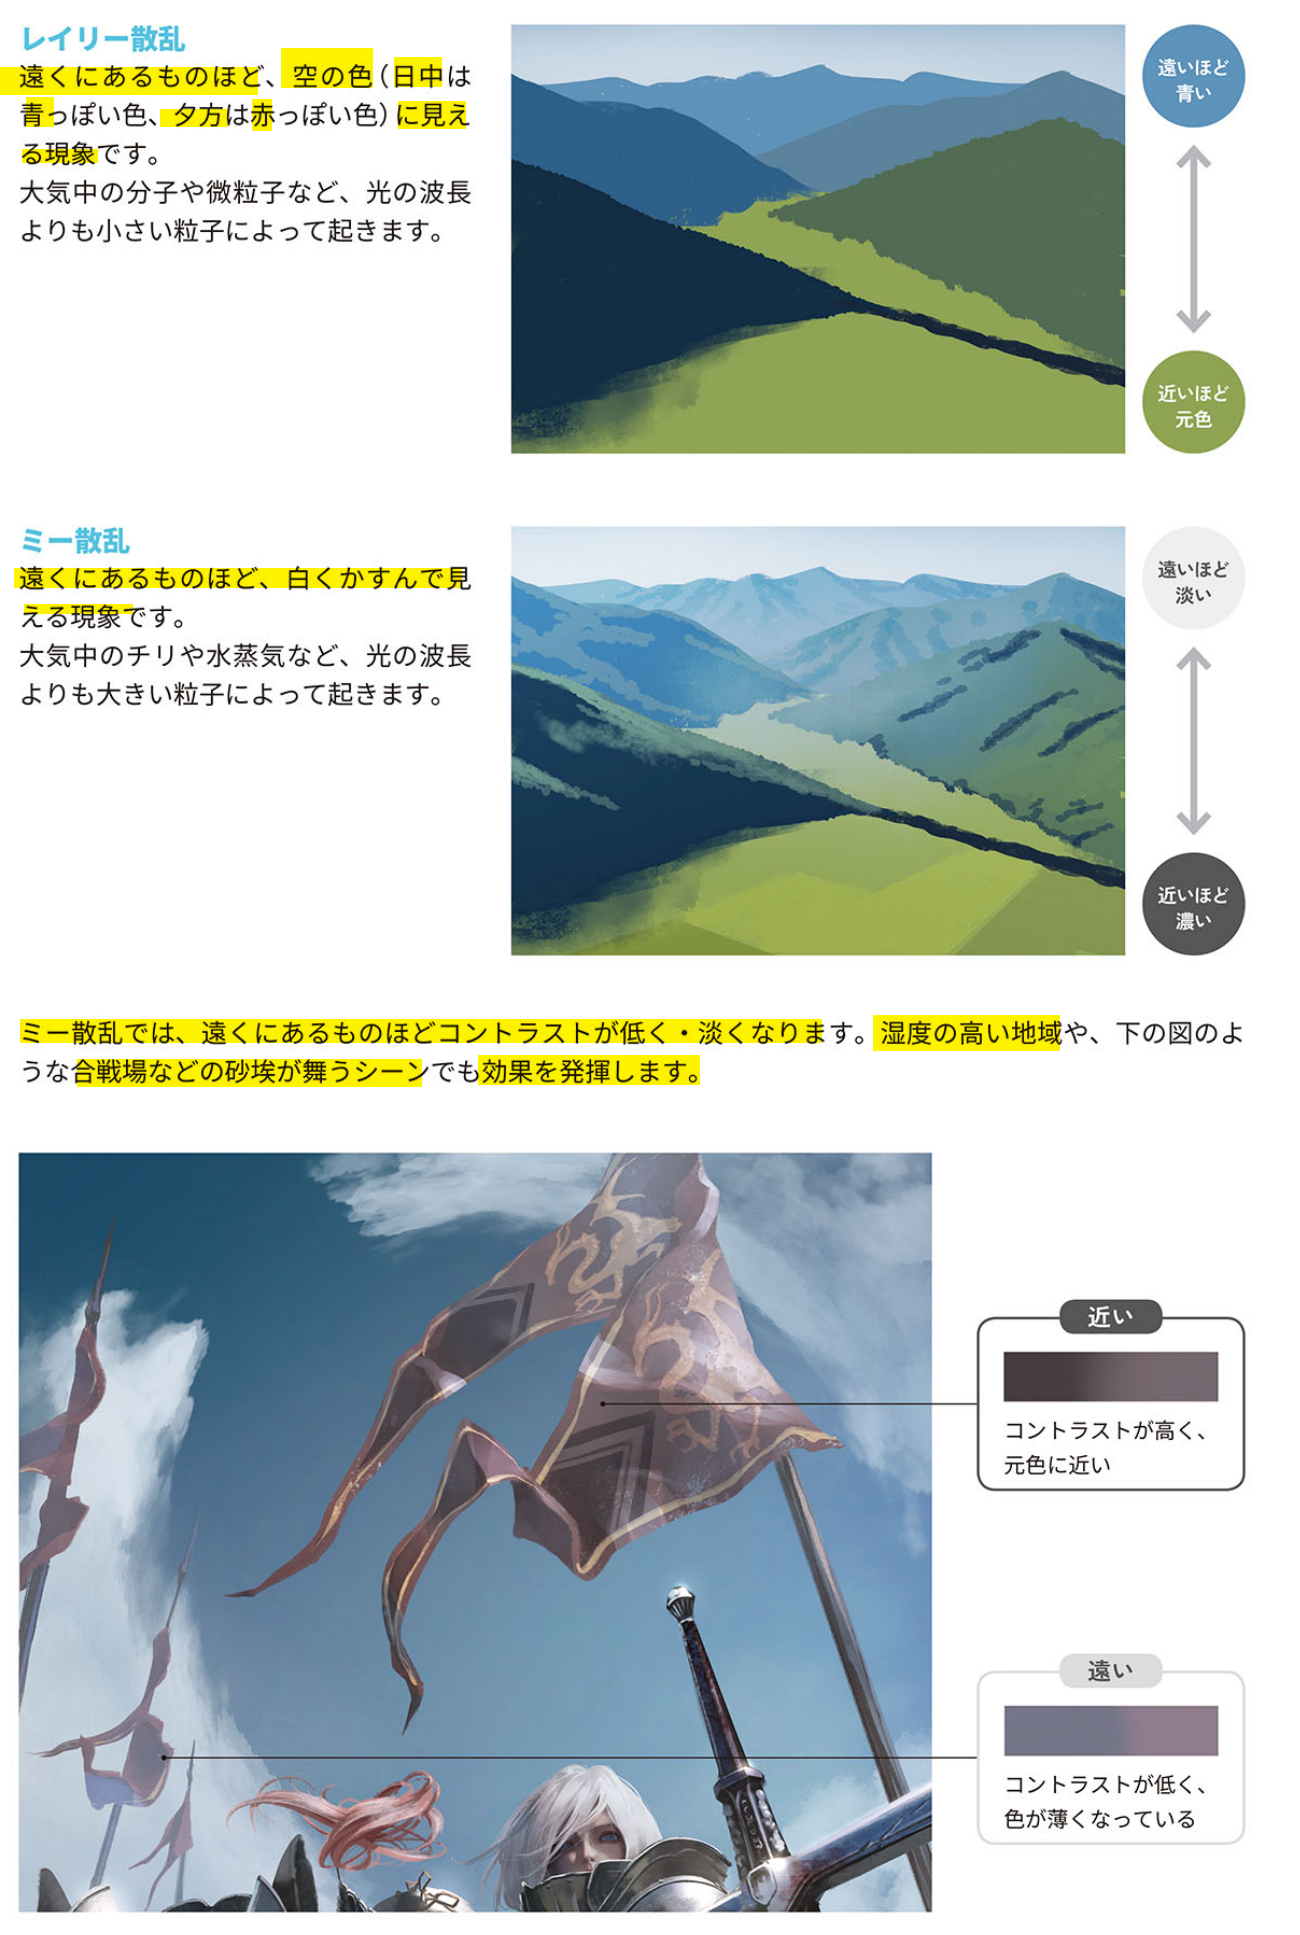 レイリー散乱
遠くにあるものほど、空の色（日中は
青っぽい色、夕方は赤っぽい色）に見え
る現象です。
大気中の分子や微粒子など、光の波長
よりも小さい粒子によって起きます。
遠いほど
青い
近いほど
元色
ミー散乱
遠くにあるものほど、白くかすんで見
える現象です。
大気中のチリや水蒸気など、光の波長
よりも大きい粒子によって起きます。
遠いほど
淡い
近いほど
濃い
ミー散乱では、遠くにあるものほどコントラストが低く・淡くなります。湿度の高い地域や、下の図のよ
うな合戦場などの砂埃が舞うシーンでも効果を発揮します。
近い
コントラストが高く、
元色に近い
遠い
コントラストが低く、
色が薄くなっている